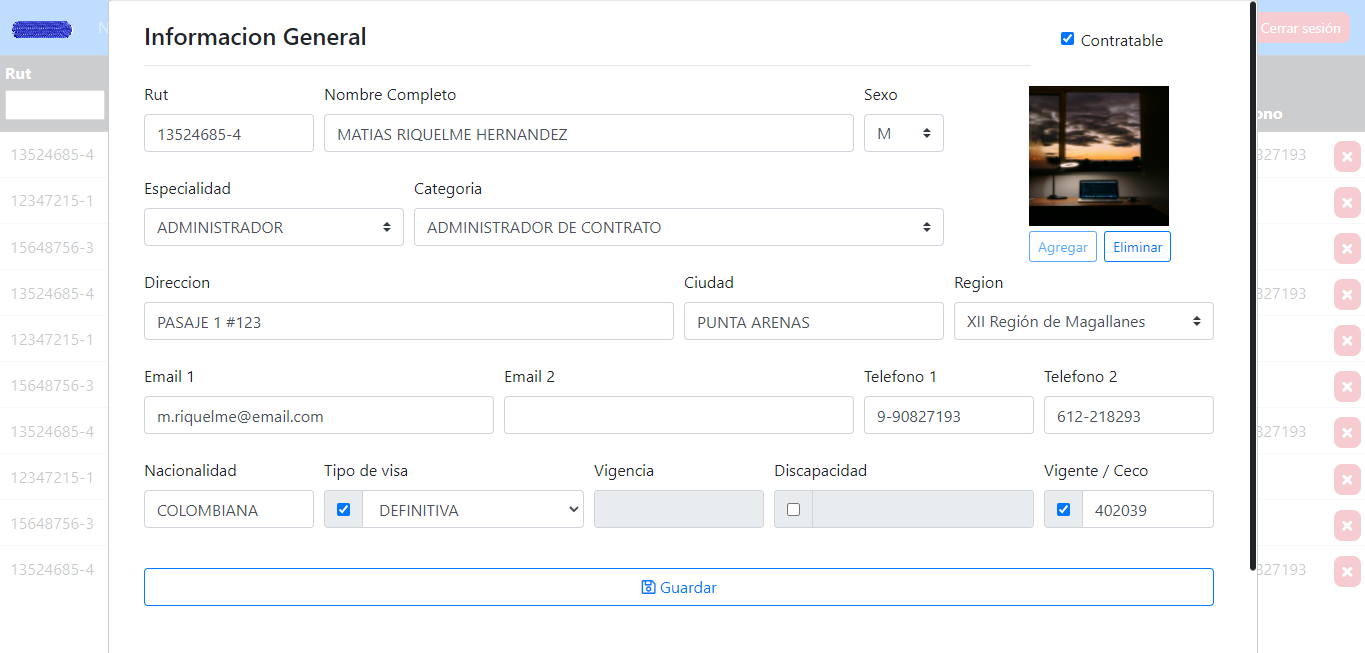 Informacion General
Contratable
Cerrar sesión
N
Rut
ono
Rut
Nombre Completo
Sexo
13524685-4
MATIAS RIQUELME HERNANDEZ
M
Especialidad
Categoria
ADMINISTRADOR
ADMINISTRADOR DE CONTRATO
Agregar
Eliminar
Direccion
Ciudad
Region
PASAJE 1 #123
PUNTA ARENAS
XII Región de Magallanes
Email 1
Email 2
Telefono 1
Telefono 2
m.riquelme@email.com
9-90827193
612-218293
Nacionalidad
Tipo de visa
Vigencia
Discapacidad
Vigente / Ceco
COLOMBIANA
DEFINITIVA
402039
Guardar
13524685-4
327193
12347215-1
15648756-3
13524685-4
327193
12347215-1
15648756-3
13524685-4
327193
12347215-1
15648756-3
13524685-4
327193